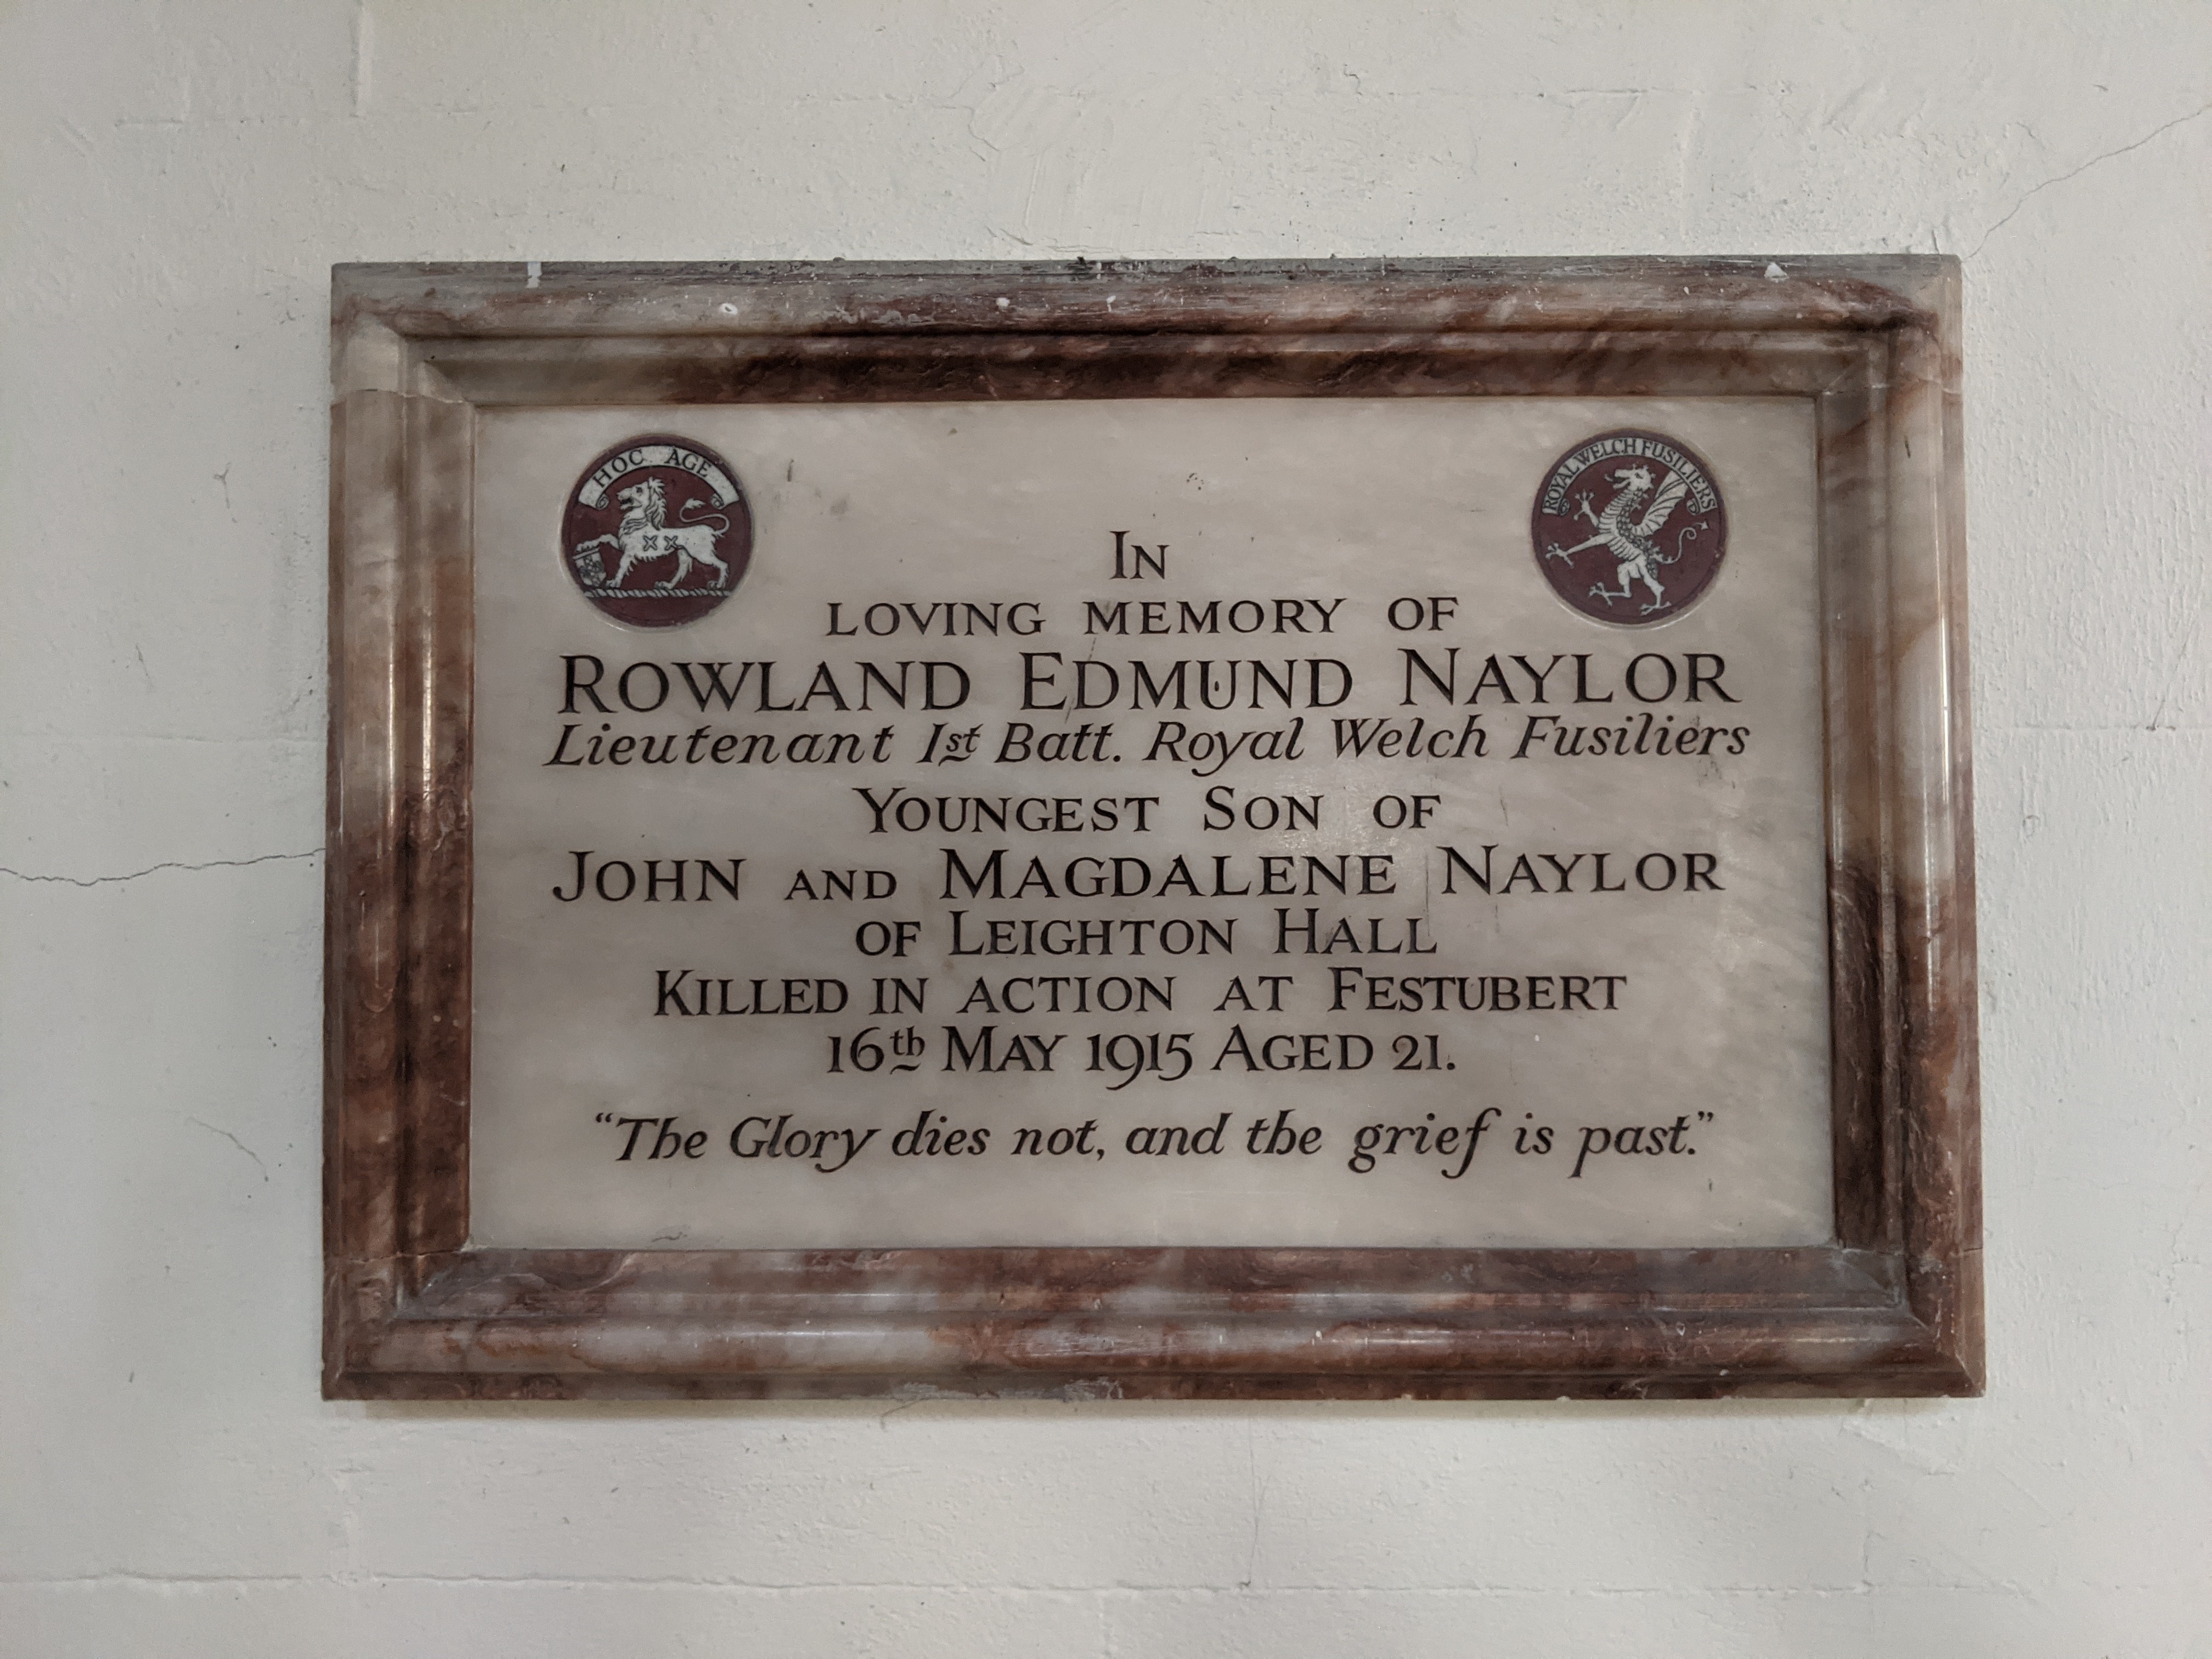 HOC AGE
ROYAL WELCH FUSILIERS
IN
LOVING MEMORY OF
ROWLAND EDMUND NAYLOR
Lieutenant 1st Batt. Royal Welch Fusiliers
YOUNGEST SON OF
JOHN AND MAGDALENE NAYLOR
OF LEIGHTON HALL
KILLED IN ACTION AT FESTUBERT
16th MAY 1915 AGED 21.
“The Glory dies not, and the grief is past.”